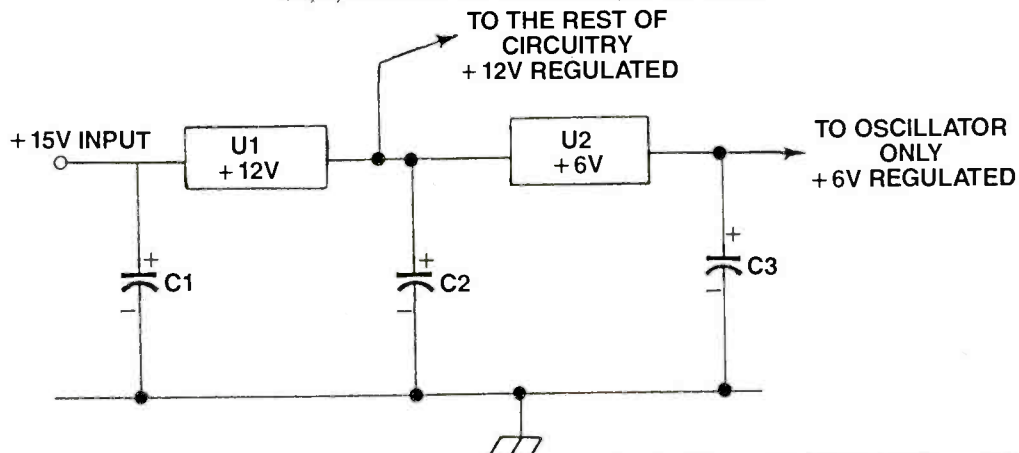 TO THE REST OF
CIRCUITRY
+12V REGULATED
+15V INPUT
U1
+12V
U2
+6V
TO OSCILLATOR
ONLY
+6V REGULATED
+
C1
−
+
C2
−
+
C3
−